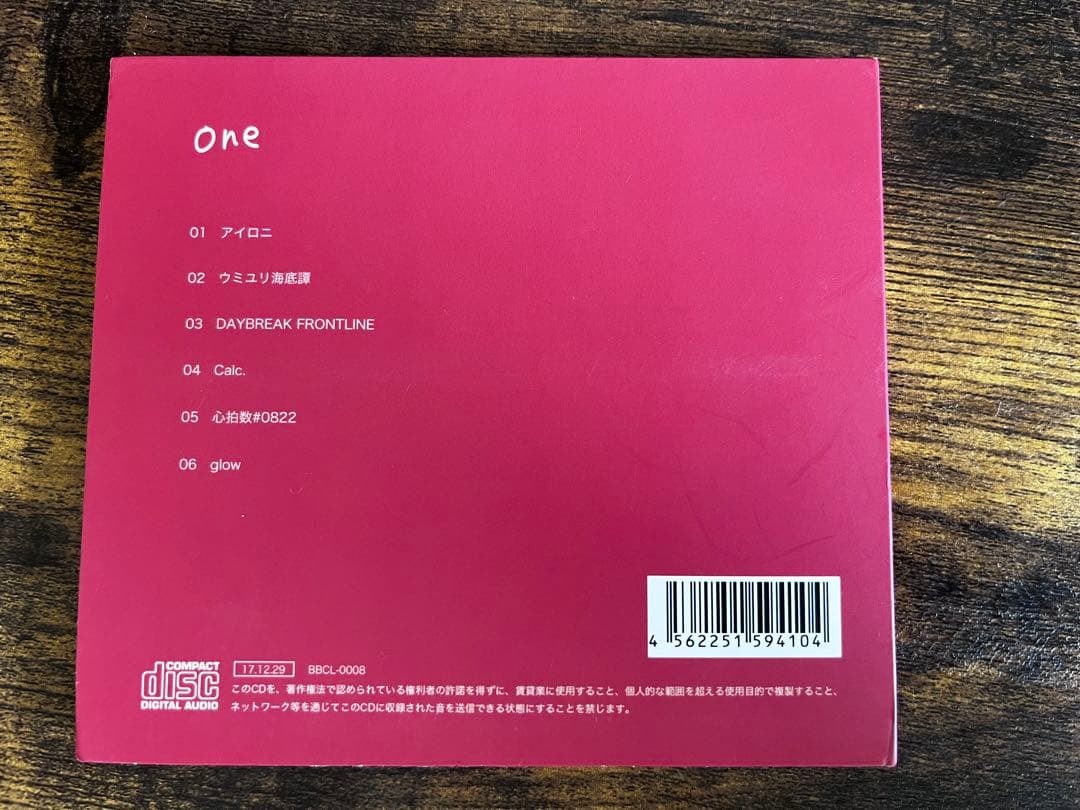 one
01 アイロニ
02 ウミユリ海底譚
03 DAYBREAK FRONTLINE
04 Calc.
05 心拍数#0822
06 glow
4 562251 594104
COMPACT
disc
DIGITAL AUDIO
17.12.29 BBCL-0008
このCDを、著作権法で認められている権利者の許諾を得ずに、賃貸業に使用すること、個人的な範囲を超える使用目的で複製すること、
ネットワーク等を通じてこのCDに収録された音を送信できる状態にすることを禁じます。